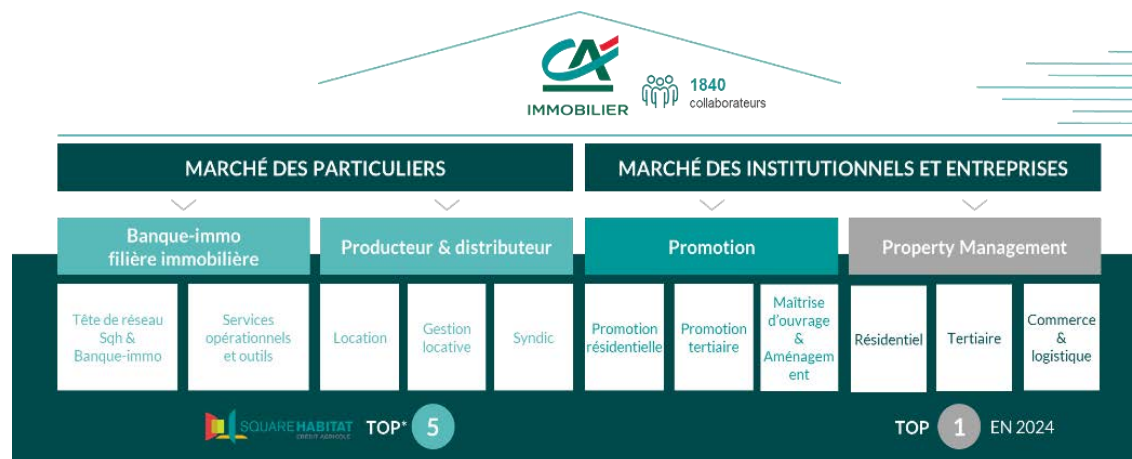 CA
IMMOBILIER
1840
collaborateurs
MARCHÉ DES PARTICULIERS
MARCHÉ DES INSTITUTIONNELS ET ENTREPRISES
Banque-immo
filière immobilière
Producteur & distributeur
Promotion
Property Management
Tête de réseau
Sqh &
Banque-immo
Services
opérationnels
et outils
Location
Gestion
locative
Syndic
Promotion
résidentielle
Promotion
tertiaire
Maîtrise
d'ouvrage
&
Aménagem
ent
Résidentiel
Tertiaire
Commerce
&
logistique
SQUARE HABITAT
CRÉDIT AGRICOLE
TOP* 5
TOP 1 EN 2024